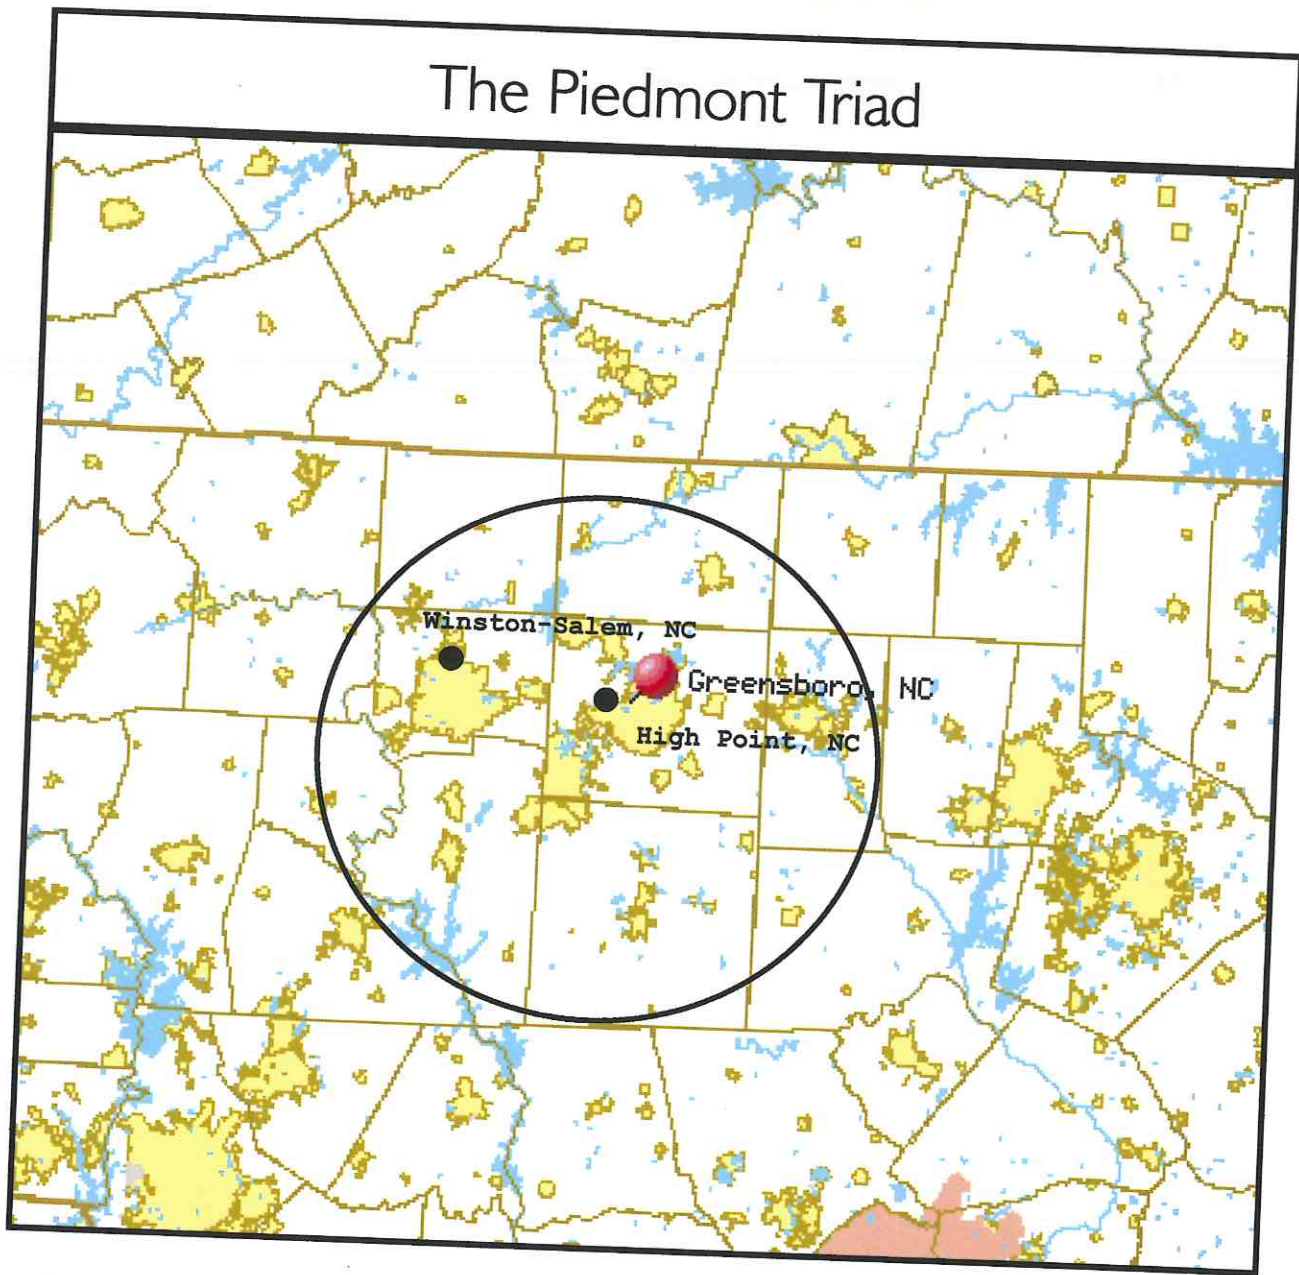 The Piedmont Triad
Winston-Salem, NC
Greensboro, NC
High Point, NC